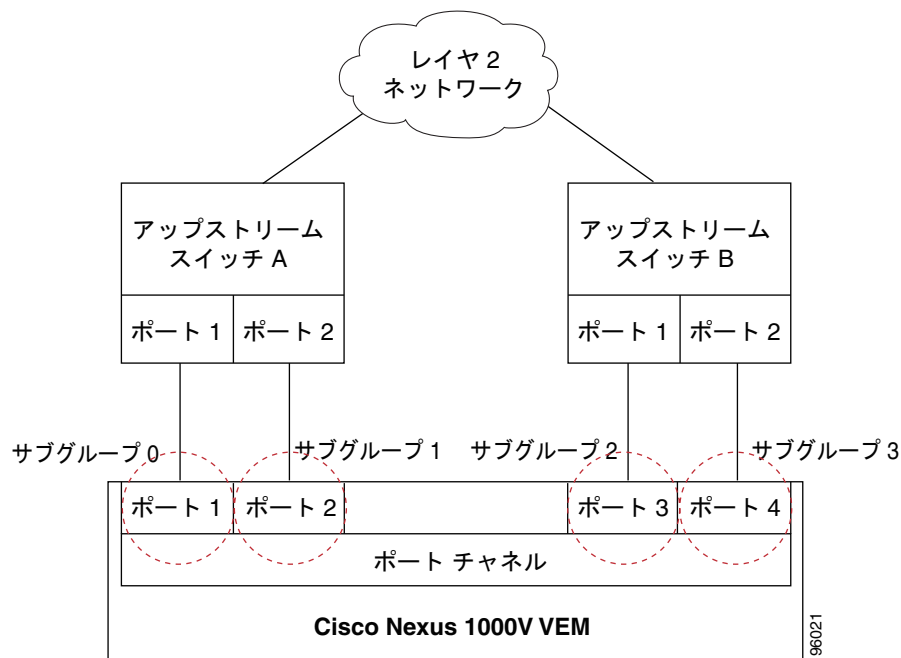 レイヤ 2
ネットワーク
アップストリーム
スイッチ A
アップストリーム
スイッチ B
ポート 1
ポート 2
ポート 1
ポート 2
サブグループ 0
サブグループ 1
サブグループ 2
サブグループ 3
ポート 1
ポート 2
ポート 3
ポート 4
ポート チャネル
Cisco Nexus 1000V VEM
96021